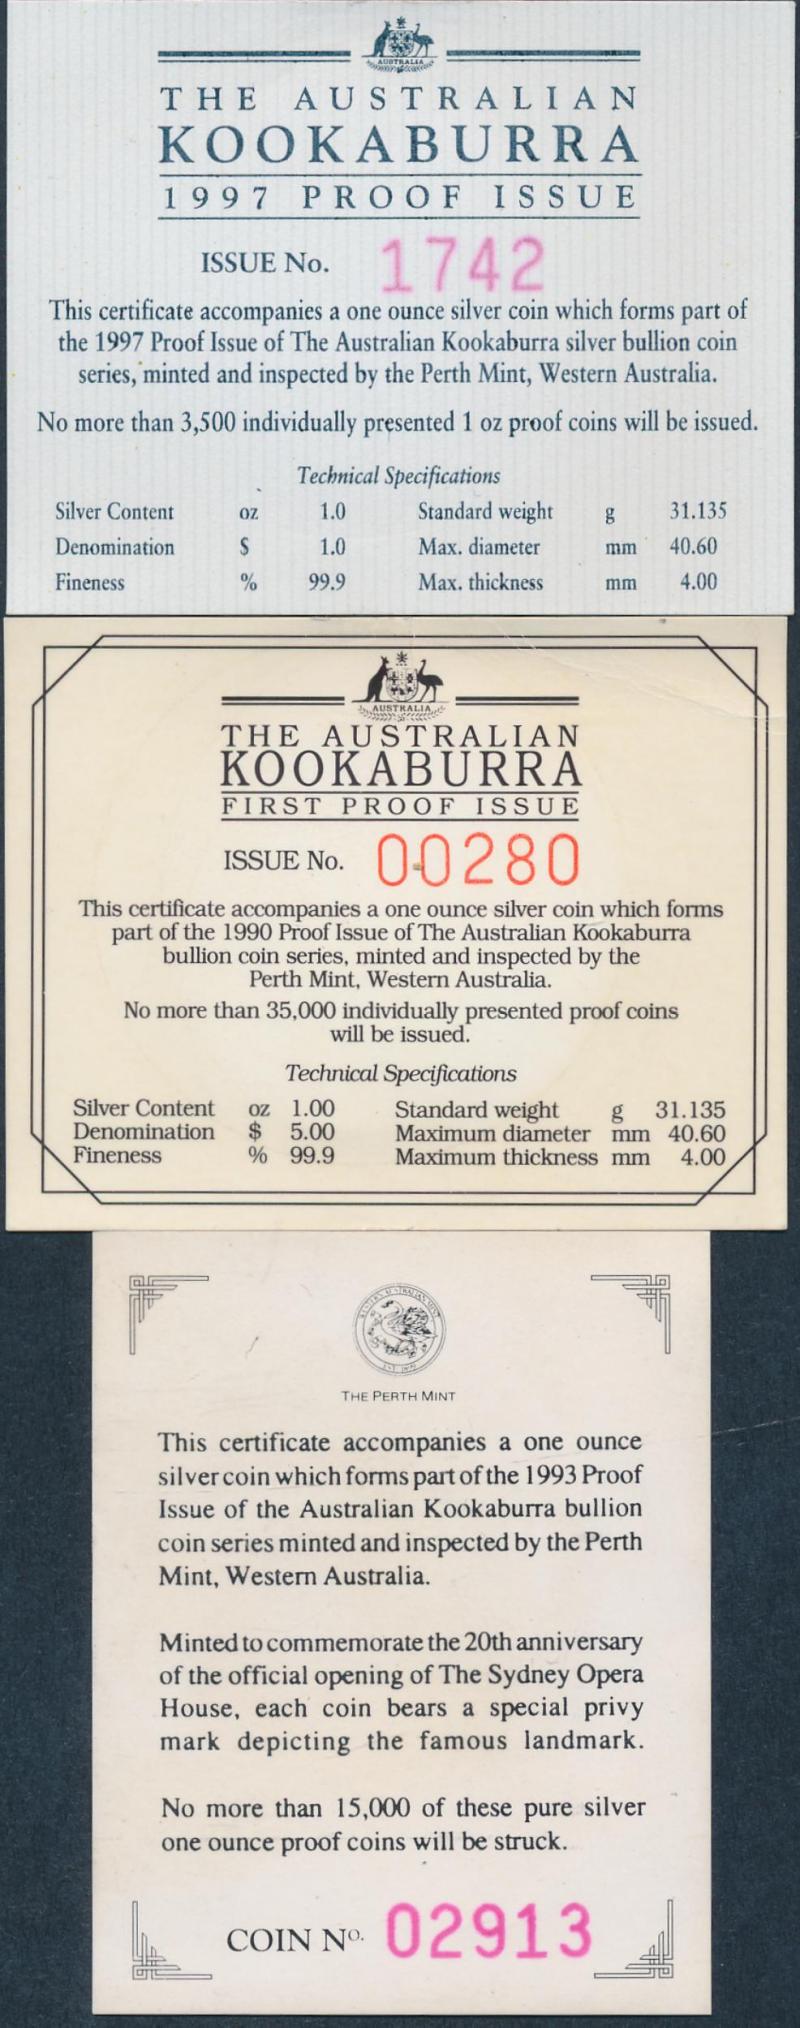 AUSTRALIA
THE AUSTRALIAN
KOOKABURRA
1997 PROOF ISSUE
ISSUE No. 1742
This certificate accompanies a one ounce silver coin which forms part of
the 1997 Proof Issue of The Australian Kookaburra silver bullion coin
series, minted and inspected by the Perth Mint, Western Australia.
No more than 3,500 individually presented 1 oz proof coins will be issued.
Technical Specifications
Silver Content oz 1.0 Standard weight g 31.135
Denomination $ 1.0 Max. diameter mm 40.60
Fineness % 99.9 Max. thickness mm 4.00
AUSTRALIA
THE AUSTRALIAN
KOOKABURRA
FIRST PROOF ISSUE
ISSUE No. 00280
This certificate accompanies a one ounce silver coin which forms
part of the 1990 Proof Issue of The Australian Kookaburra
bullion coin series, minted and inspected by the
Perth Mint, Western Australia.
No more than 35,000 individually presented proof coins
will be issued.
Technical Specifications
Silver Content oz 1.00 Standard weight g 31.135
Denomination $ 5.00 Maximum diameter mm 40.60
Fineness % 99.9 Maximum thickness mm 4.00
THE PERTH MINT
This certificate accompanies a one ounce
silver coin which forms part of the 1993 Proof
Issue of the Australian Kookaburra bullion
coin series minted and inspected by the Perth
Mint, Western Australia.
Minted to commemorate the 20th anniversary
of the official opening of The Sydney Opera
House, each coin bears a special privy
mark depicting the famous landmark.
No more than 15,000 of these pure silver
one ounce proof coins will be struck.
COIN No. 02913